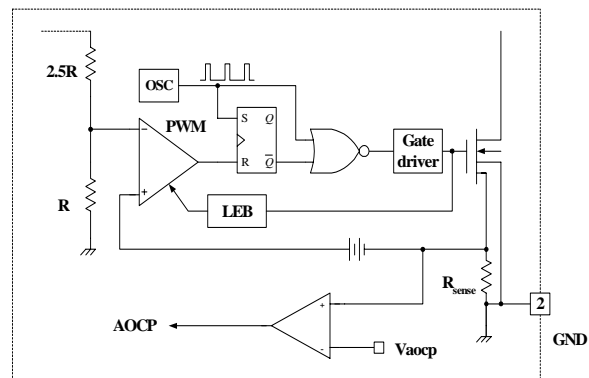 2.5R
OSC
PWM
S Q
R Q
−
+
Gate
driver
R
LEB
Rsense
+
-
AOCP
Vaocp
2
GND